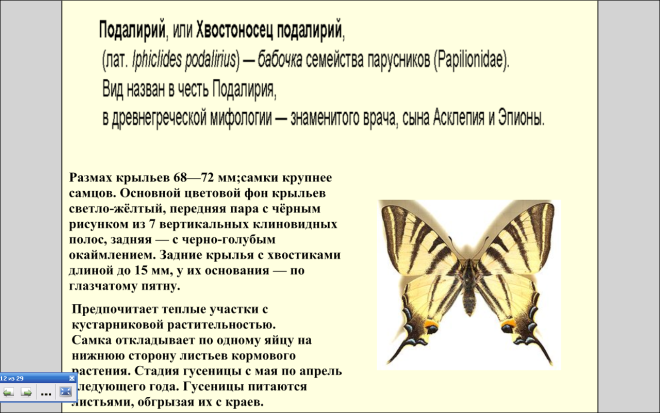 Подалирий, или Хвостоносец подалирий,
(лат. Iphiclides podalirius) — бабочка семейства парусников (Papilionidae).
Вид назван в честь Подалирия,
в древнегреческой мифологии — знаменитого врача, сына Асклепия и Эпионы.
Размах крыльев 68—72 мм;самки крупнее
самцов. Основной цветовой фон крыльев
светло-жёлтый, передняя пара с чёрным
рисунком из 7 вертикальных клиновидных
полос, задняя — с черно-голубым
окаймлением. Задние крылья с хвостиками
длиной до 15 мм, у их основания — по
глазчатому пятну.
Предпочитает теплые участки с
кустарниковой растительностью.
Самка откладывает по одному яйцу на
нижнюю сторону листьев кормового
растения. Стадия гусеницы с мая по апрель
следующего года. Гусеницы питаются
листьями, обгрызая их с краев.
12 из 29